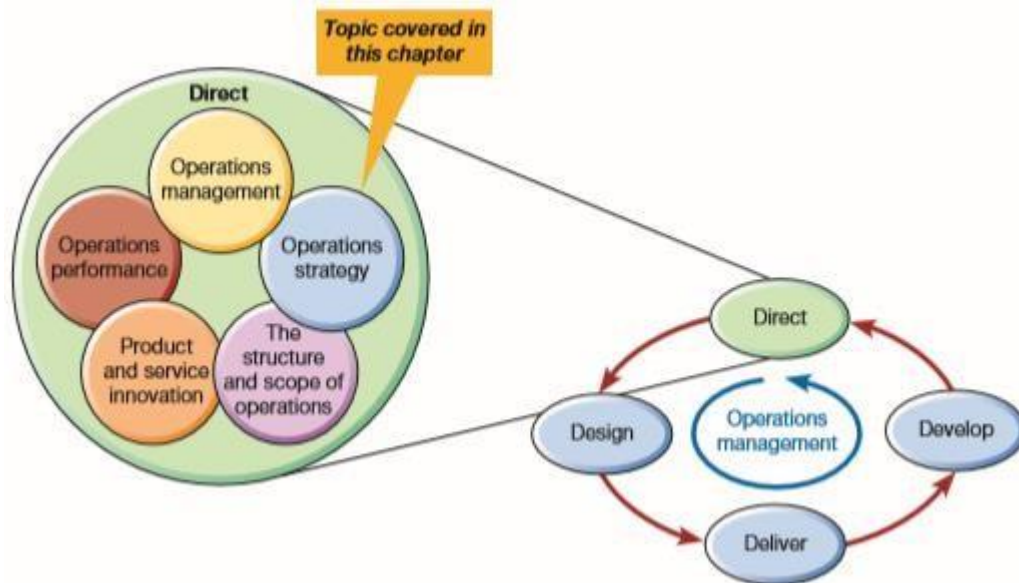 Topic covered in
this chapter
Direct
Operations
management
Operations
performance
Operations
strategy
Product
and service
innovation
The
structure
and scope of
operations
Direct
Design
Operations
management
Develop
Deliver